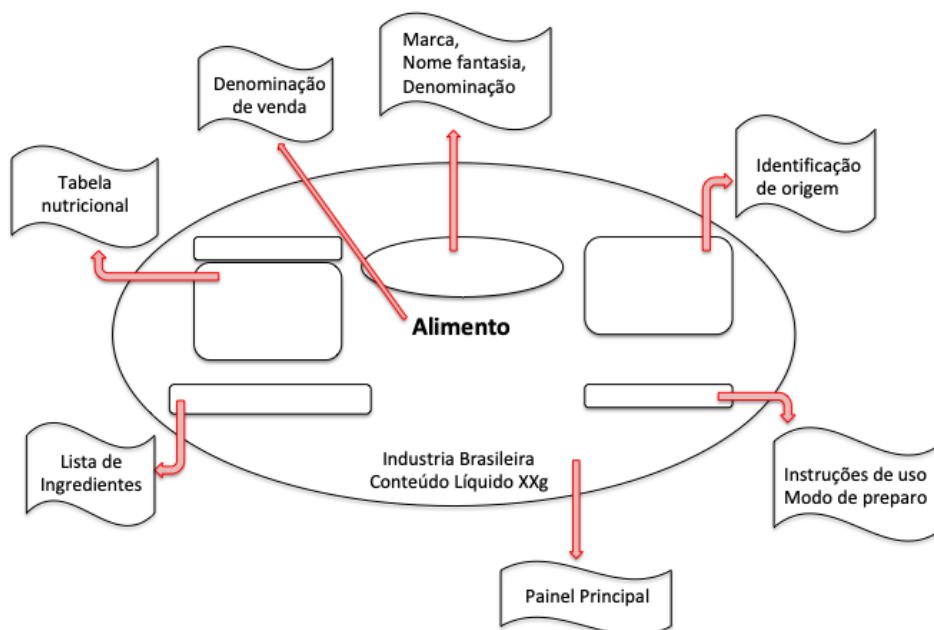 Marca,
Nome fantasia,
Denominação
Denominação
de venda
Identificação
de origem
Tabela
nutricional
Alimento
Lista de
Ingredientes
Industria Brasileira
Conteúdo Líquido XXg
Instruções de uso
Modo de preparo
Painel Principal